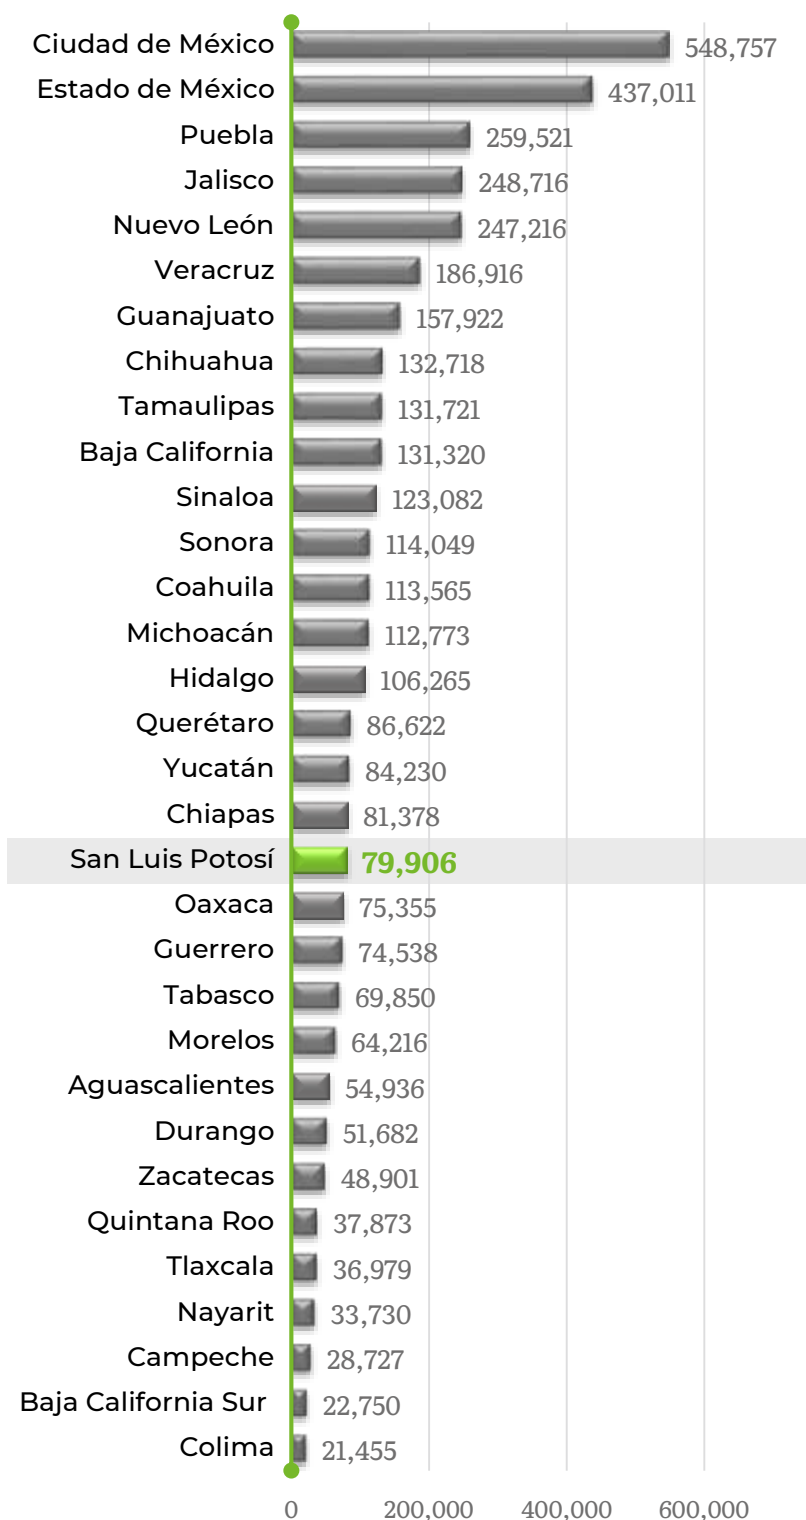 Ciudad de México 548,757
Estado de México 437,011
Puebla 259,521
Jalisco 248,716
Nuevo León 247,216
Veracruz 186,916
Guanajuato 157,922
Chihuahua 132,718
Tamaulipas 131,721
Baja California 131,320
Sinaloa 123,082
Sonora 114,049
Coahuila 113,565
Michoacán 112,773
Hidalgo 106,265
Querétaro 86,622
Yucatán 84,230
Chiapas 81,378
San Luis Potosí 79,906
Oaxaca 75,355
Guerrero 74,538
Tabasco 69,850
Morelos 64,216
Aguascalientes 54,936
Durango 51,682
Zacatecas 48,901
Quintana Roo 37,873
Tlaxcala 36,979
Nayarit 33,730
Campeche 28,727
Baja California Sur 22,750
Colima 21,455
0 200,000 400,000 600,000